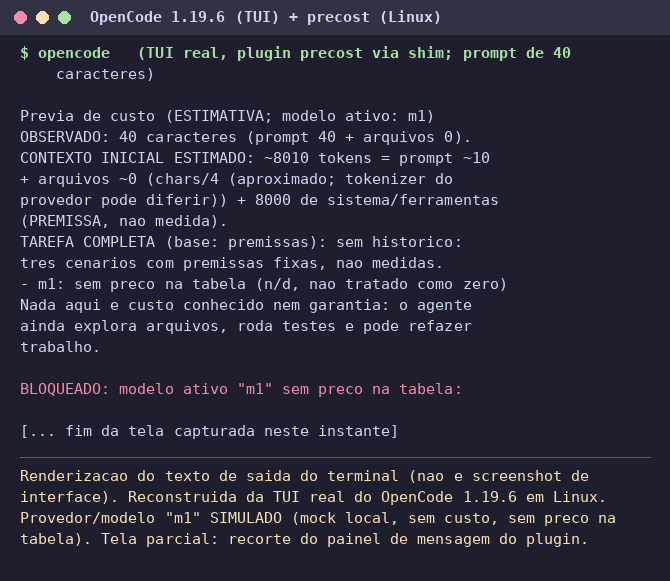 OpenCode 1.19.6 (TUI) + precost (Linux)
$ opencode   (TUI real, plugin precost via shim; prompt de 40
caracteres)
Previa de custo (ESTIMATIVA; modelo ativo: m1)
OBSERVADO: 40 caracteres (prompt 40 + arquivos 0).
CONTEXTO INICIAL ESTIMADO: ~8010 tokens = prompt ~10
+ arquivos ~0 (chars/4 (aproximado; tokenizer do
provedor pode diferir)) + 8000 de sistema/ferramentas
(PREMISSA, nao medida).
TAREFA COMPLETA (base: premissas): sem historico:
tres cenarios com premissas fixas, nao medidas.
- m1: sem preco na tabela (n/d, nao tratado como zero)
Nada aqui e custo conhecido nem garantia: o agente
ainda explora arquivos, roda testes e pode refazer
trabalho.
BLOQUEADO: modelo ativo "m1" sem preco na tabela:
[... fim da tela capturada neste instante]
Renderizacao do texto de saida do terminal (nao e screenshot de
interface). Reconstruida da TUI real do OpenCode 1.19.6 em Linux.
Provedor/modelo "m1" SIMULADO (mock local, sem custo, sem preco na
tabela). Tela parcial: recorte do painel de mensagem do plugin.